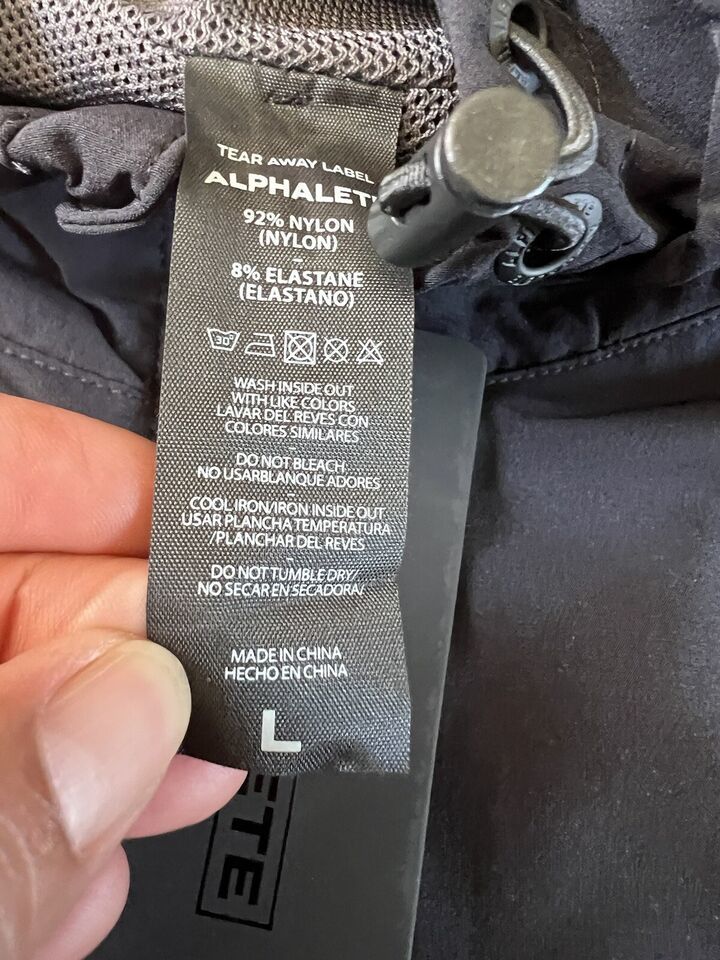 TEAR AWAY LABEL
ALPHALET
92% NYLON
(NYLON)
-
8% ELASTANE
(ELASTANO)
30°
WASH INSIDE OUT
WITH LIKE COLORS
LAVAR DEL REVES CON
COLORES SIMILARES
-
DO NOT BLEACH
NO USARBLANQUE ADORES
-
COOL IRON/IRON INSIDE OUT
USAR PLANCHA TEMPERATURA
/PLANCHAR DEL REVES
-
DO NOT TUMBLE DRY/
NO SECAR EN SECADORA/
MADE IN CHINA
HECHO EN CHINA
L
ETE